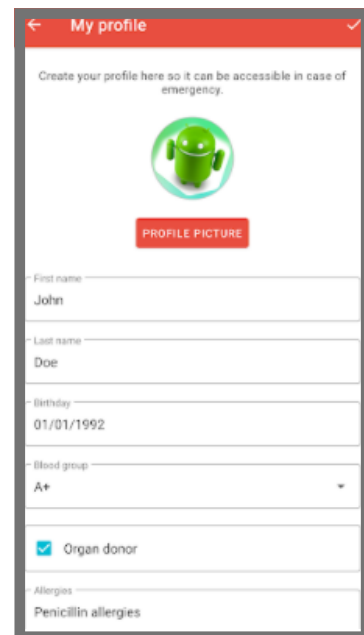 My profile
Create your profile here so it can be accessible in case of
emergency.
PROFILE PICTURE
First name
John
Last name
Doe
Birthday
01/01/1992
Blood group
A+
Organ donor
Allergies
Penicillin allergies